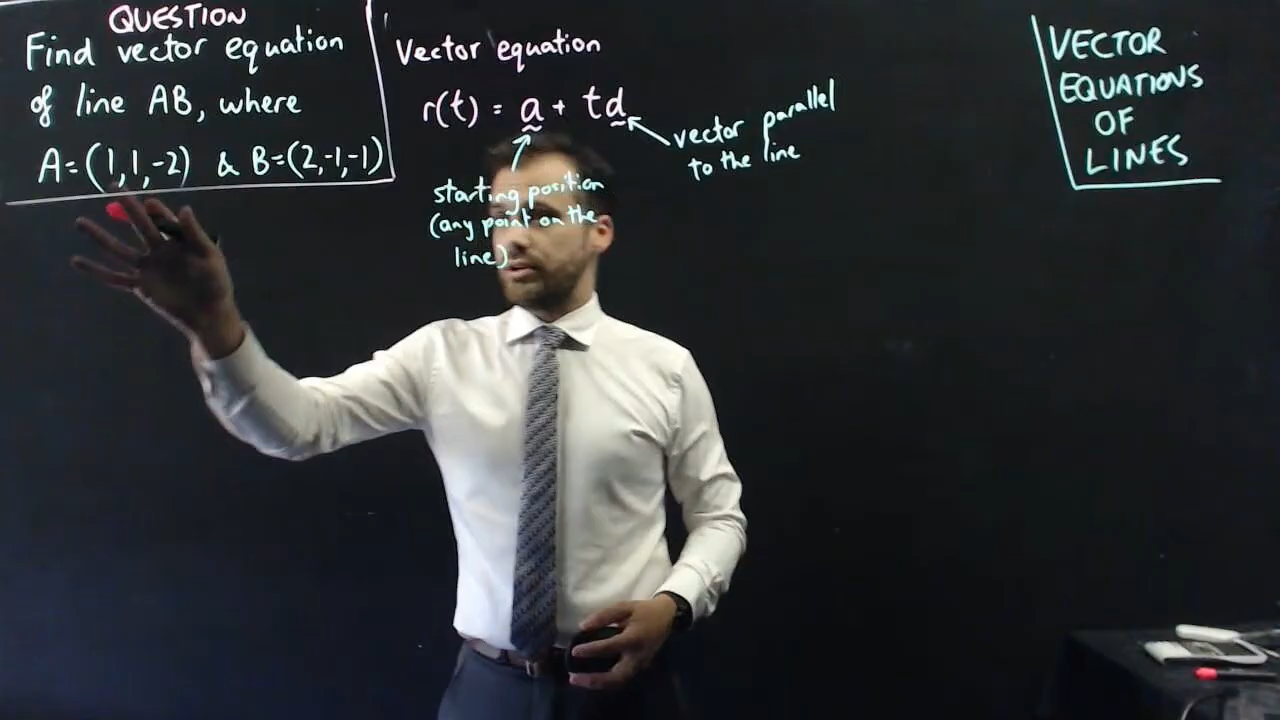 QUESTION
Find vector equation
of line AB, where
A=(1,1,-2) & B=(2,-1,-1)
Vector equation
r(t) = a + td
starting position
(any point on the
line)
vector parallel
to the line
VECTOR
EQUATIONS
OF
LINES